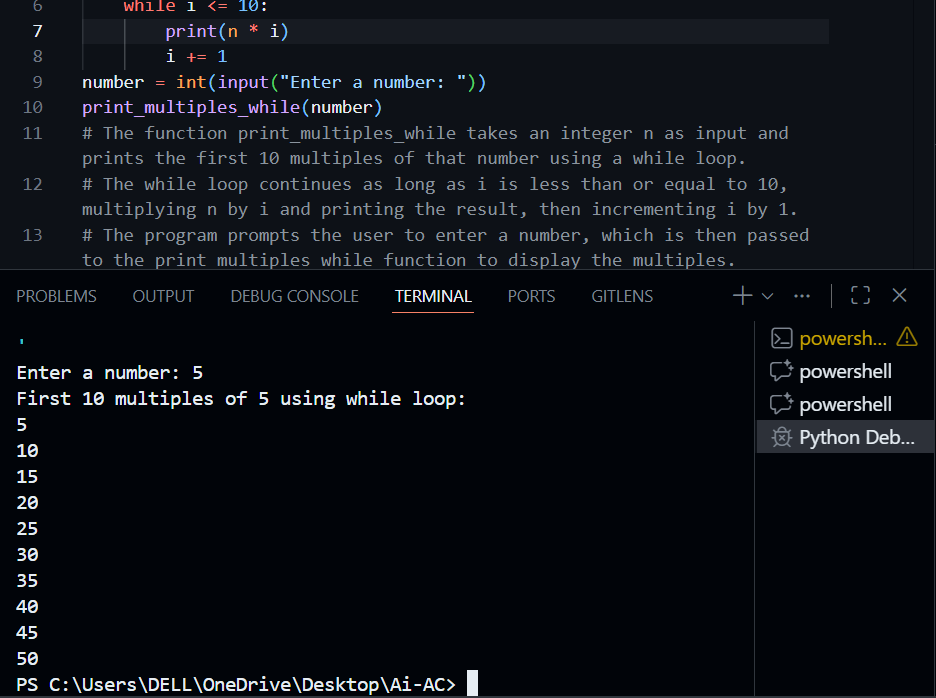 6 while i <= 10:
7 print(n * i)
8 i += 1
9 number = int(input("Enter a number: "))
10 print_multiples_while(number)
11 # The function print_multiples_while takes an integer n as input and
prints the first 10 multiples of that number using a while loop.
12 # The while loop continues as long as i is less than or equal to 10,
multiplying n by i and printing the result, then incrementing i by 1.
13 # The program prompts the user to enter a number, which is then passed
to the print multiples while function to display the multiples.
PROBLEMS OUTPUT DEBUG CONSOLE TERMINAL PORTS GITLENS
'
Enter a number: 5
First 10 multiples of 5 using while loop:
5
10
15
20
25
30
35
40
45
50
PS C:\Users\DELL\OneDrive\Desktop\Ai-AC>
powersh...
powershell
powershell
Python Deb...